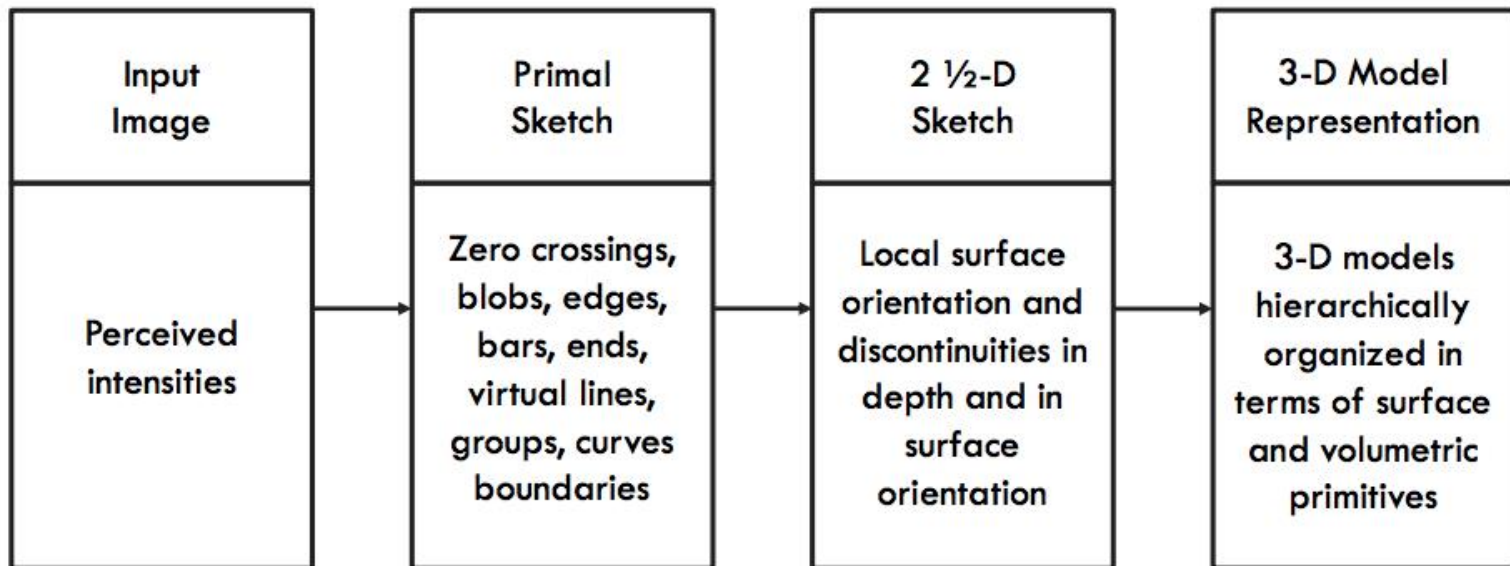 Input
Image
Perceived
intensities
Primal
Sketch
Zero crossings,
blobs, edges,
bars, ends,
virtual lines,
groups, curves
boundaries
2 ½-D
Sketch
Local surface
orientation and
discontinuities in
depth and in
surface
orientation
3-D Model
Representation
3-D models
hierarchically
organized in
terms of surface
and volumetric
primitives